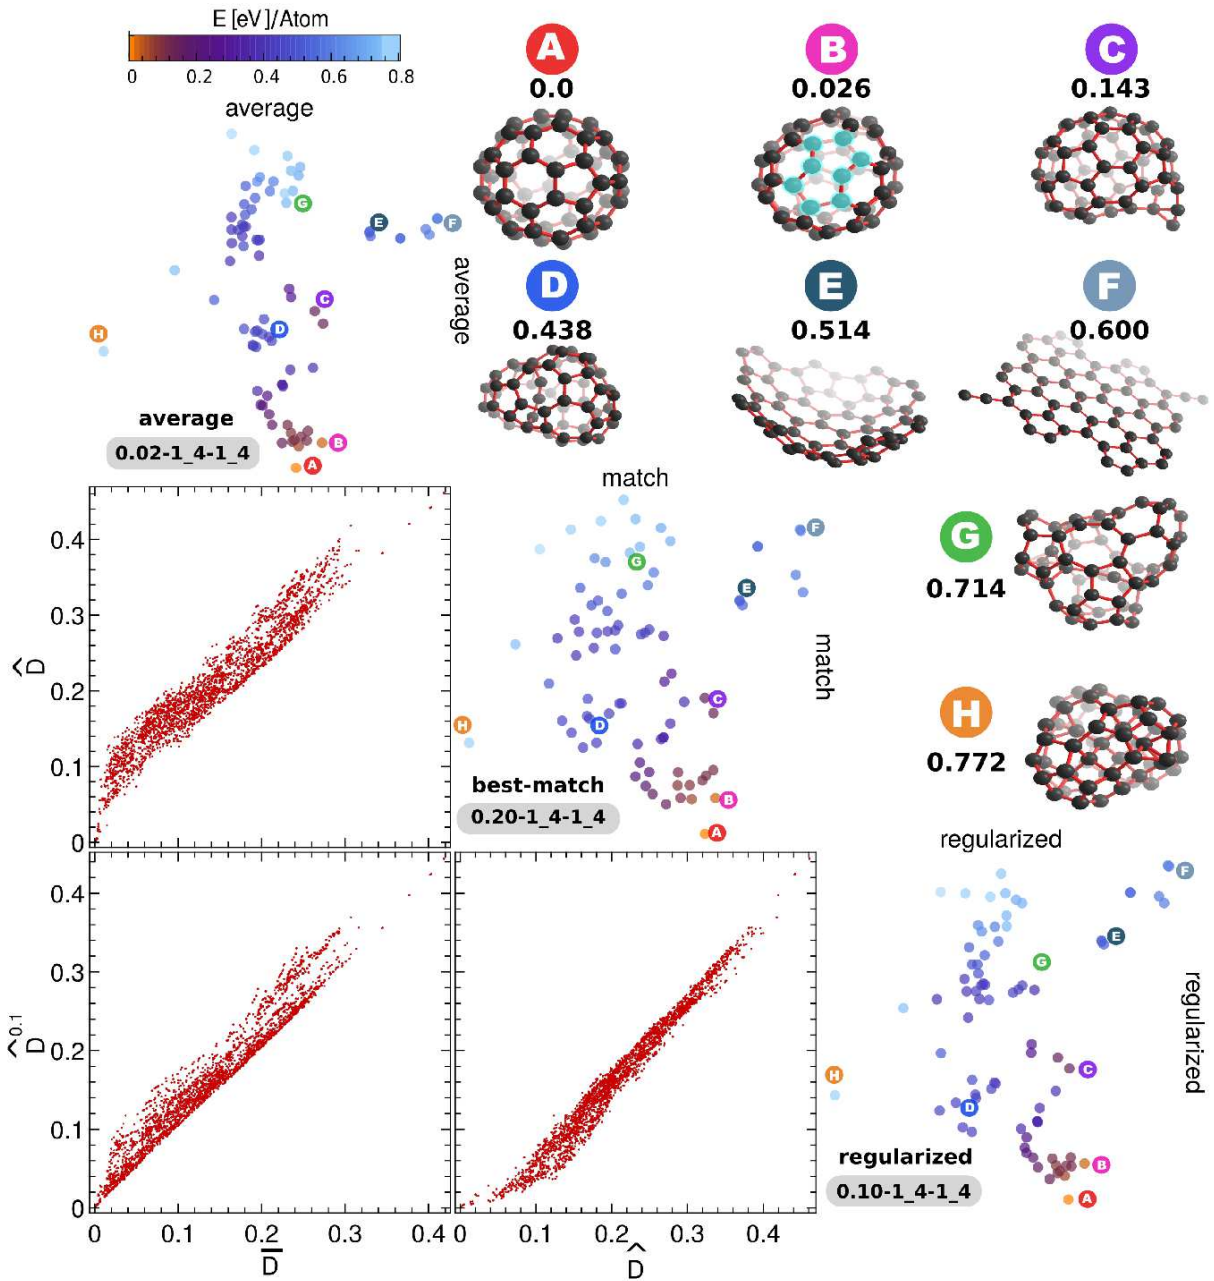 E [eV]/Atom
0 0.2 0.4 0.6 0.8
average
A
0.0
B
0.026
C
0.143
G
E
F
average
C
H
D
average
0.02-1_4-1_4
B
A
D
0.438
E
0.514
F
0.600
match
F
G
E
match
C
H
D
best-match
0.20-1_4-1_4
B
A
G
0.714
H
0.772
0.4
0.3
0.2
0.1
0
D̂
regularized
F
E
G
regularized
H
C
D
regularized
0.10-1_4-1_4
B
A
0.4
0.3
0.2
0.1
0
D̂0.1
0 0.1 0.2 0.3 0.4
D̅
0 0.1 0.2 0.3 0.4
D̂